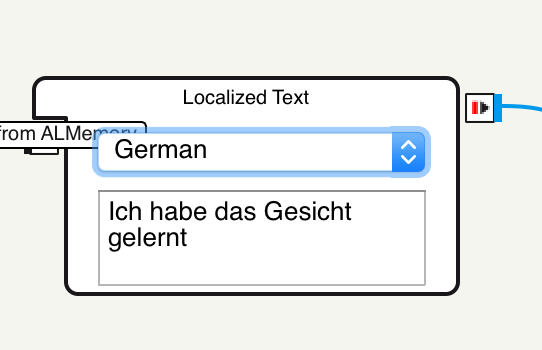 Localized Text
from ALMemory
German
Ich habe das Gesicht
gelernt